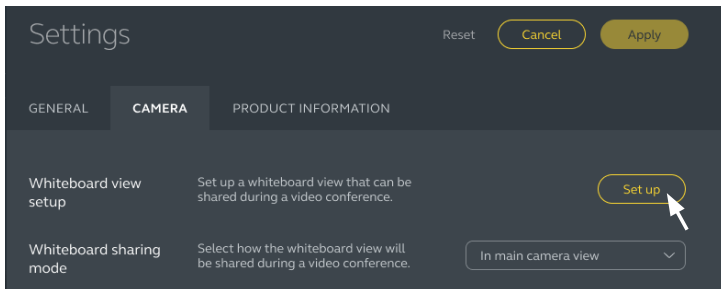 Settings
Reset
Cancel
Apply
GENERAL
CAMERA
PRODUCT INFORMATION
Whiteboard view
setup
Set up a whiteboard view that can be
shared during a video conference.
Set up
Whiteboard sharing
mode
Select how the whiteboard view will
be shared during a video conference.
In main camera view